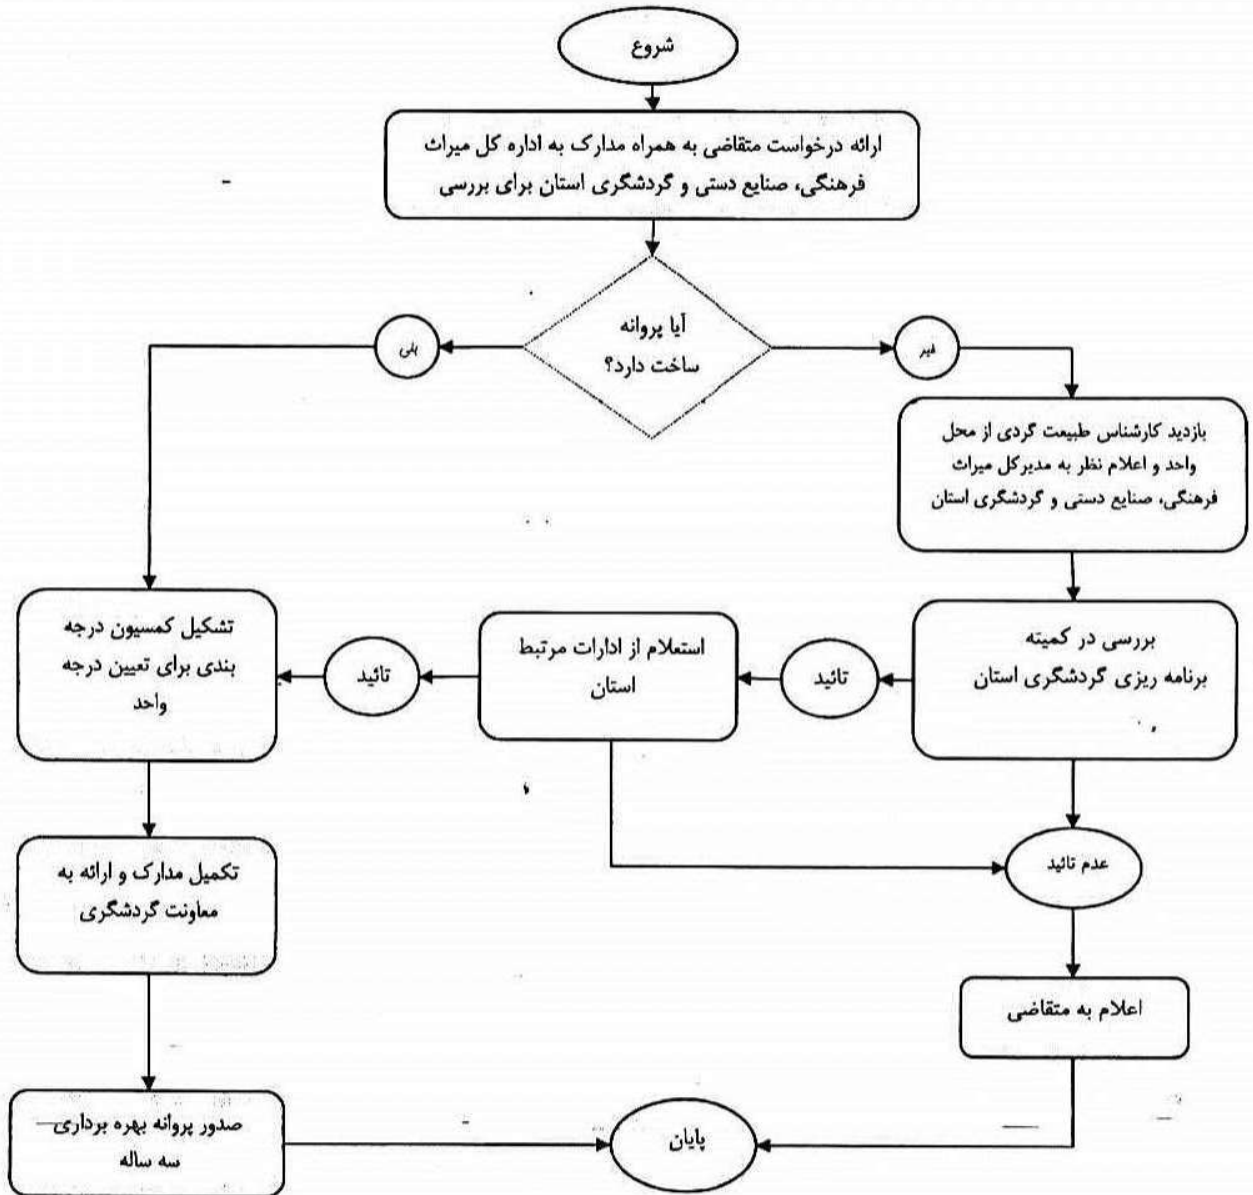 شروع
ارائه درخواست متقاضی به همراه مدارک به اداره کل میراث
فرهنگی، صنایع دستی و گردشگری استان برای بررسی
آیا پروانه
ساخت دارد؟
خیر
بلی
بازدید کارشناس طبیعت گردی از محل
واحد و اعلام نظر به مدیرکل میراث
فرهنگی، صنایع دستی و گردشگری استان
بررسی در کمیته
برنامه ریزی گردشگری استان
تائید
استعلام از ادارات مرتبط
استان
تائید
تشکیل کمسیون درجه
بندی برای تعیین درجه
واحد
عدم تائید
تکمیل مدارک و ارائه به
معاونت گردشگری
اعلام به متقاضی
صدور پروانه بهره برداری
سه ساله
پایان